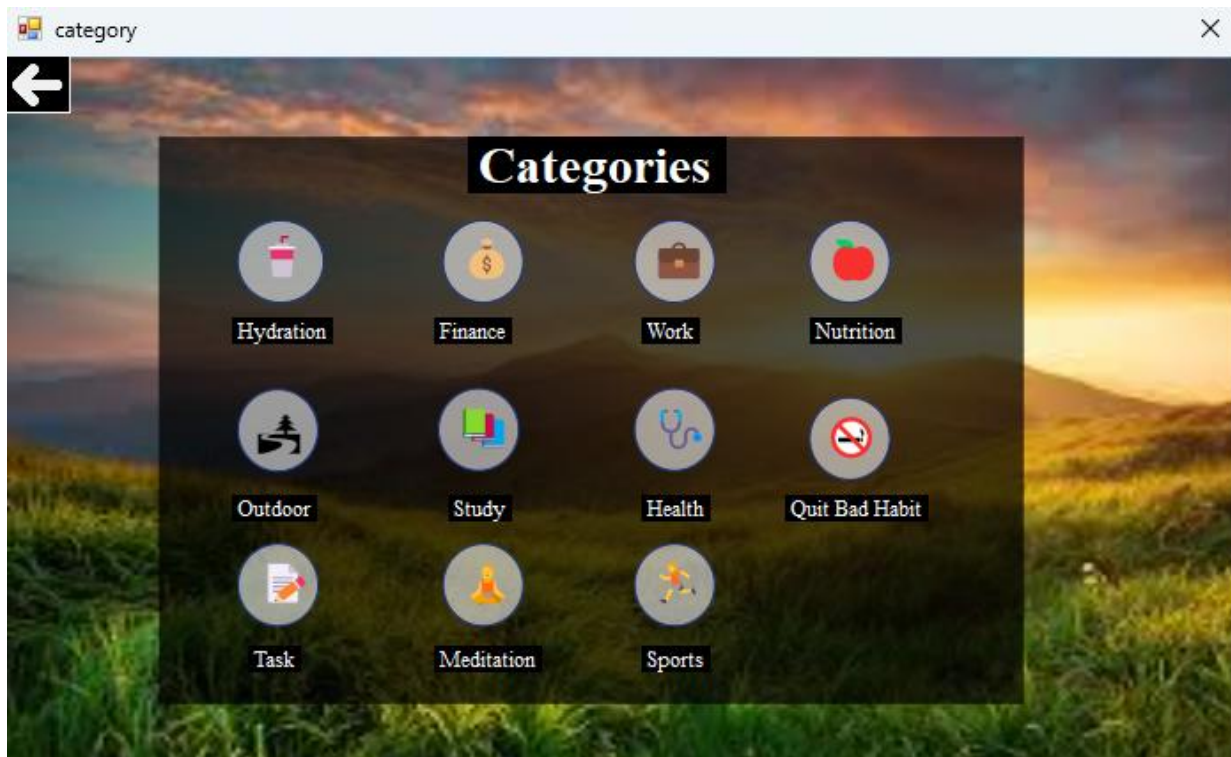 category
Categories
Hydration Finance Work Nutrition
Outdoor Study Health Quit Bad Habit
Task Meditation Sports